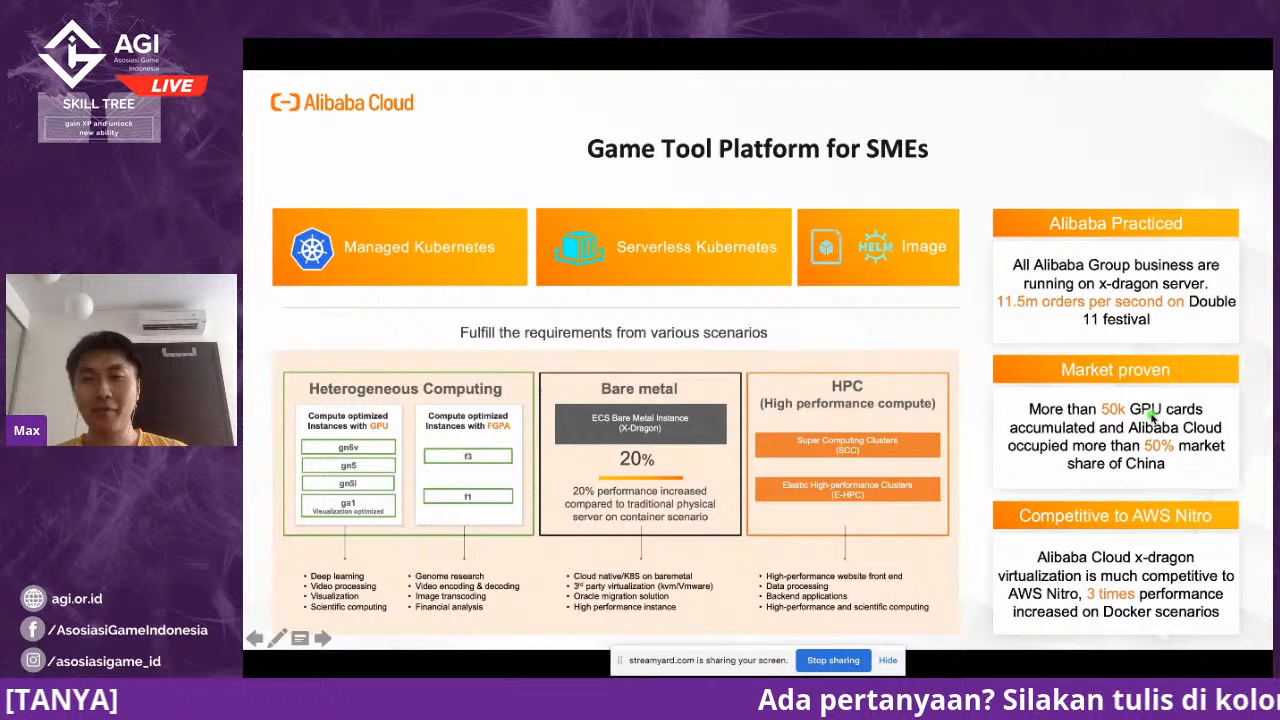 AGI
Asosiasi Game
Indonesia
LIVE
SKILL TREE
gain XP and unlock
new ability
Alibaba Cloud
Game Tool Platform for SMEs
Managed Kubernetes
Serverless Kubernetes
HELM
Image
Fulfill the requirements from various scenarios
Heterogeneous Computing
Compute optimized
Instances with GPU
gn6v
gn5
gn5i
ga1
Visualization optimized
Compute optimized
Instances with FGPA
f3
f1
Bare metal
ECS Bare Metal Instance
(X-Dragon)
20%
20% performance increased
compared to traditional physical
server on container scenario
HPC
(High performance compute)
Super Computing Clusters
(SCC)
Elastic High-performance Clusters
(E-HPC)
• Deep learning
• Video processing
• Visualization
• Scientific computing
• Genome research
• Video encoding & decoding
• Image transcoding
• Financial analysis
• Cloud native/K8S on baremetal
• 3rd party virtualization (kvm/Vmware)
• Oracle migration solution
• High performance instance
• High-performance website front end
• Data processing
• Backend applications
• High-performance and scientific computing
Alibaba Practiced
All Alibaba Group business are
running on x-dragon server.
11.5m orders per second on Double
11 festival
Market proven
More than 50k GPU cards
accumulated and Alibaba Cloud
occupied more than 50% market
share of China
Competitive to AWS Nitro
Alibaba Cloud x-dragon
virtualization is much competitive to
AWS Nitro, 3 times performance
increased on Docker scenarios
Max
agi.or.id
/AsosiasiGameIndonesia
/asosiasigame_id
streamyard.com is sharing your screen.
Stop sharing
Hide
[TANYA]
Ada pertanyaan? Silakan tulis di kolo